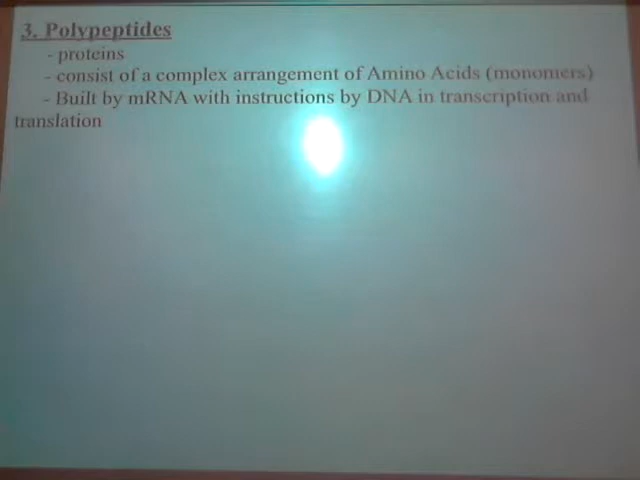 3. Polypeptides
- proteins
- consist of a complex arrangement of Amino Acids (monomers)
- Built by mRNA with instructions by DNA in transcription and
translation